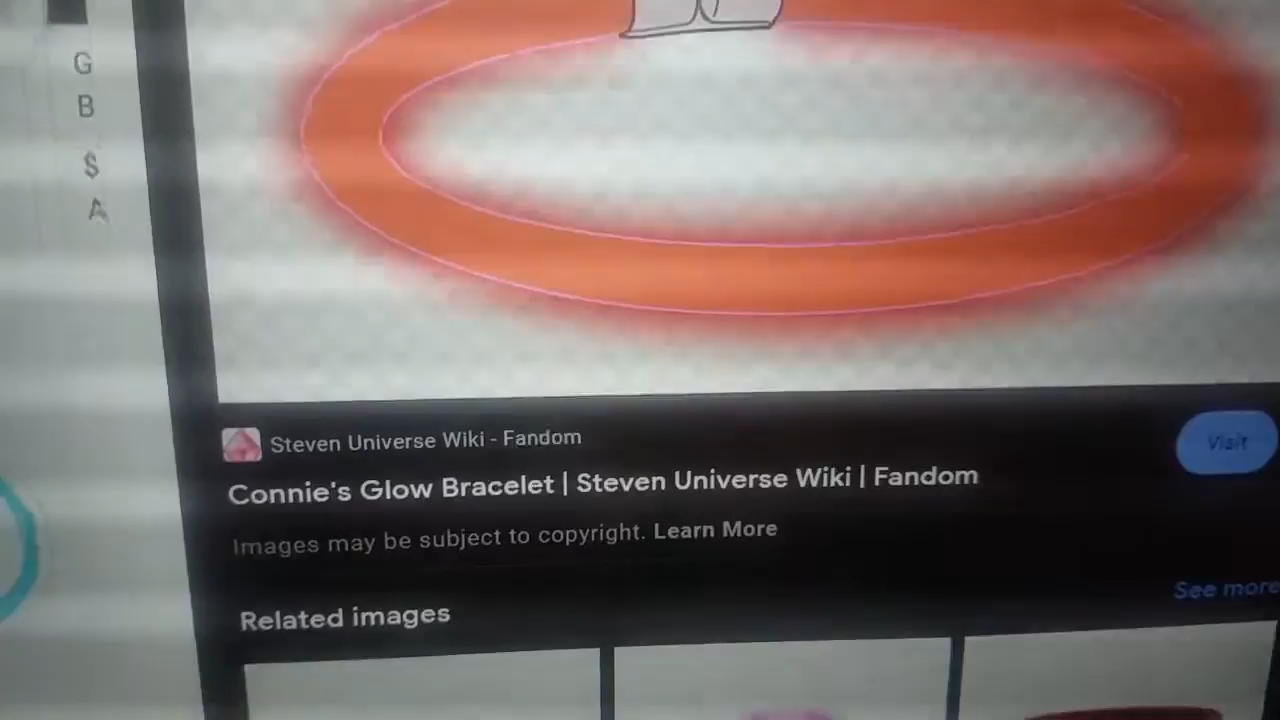 G
B
$
A
Steven Universe Wiki - Fandom
Connie's Glow Bracelet | Steven Universe Wiki | Fandom
Visit
Images may be subject to copyright. Learn More
See more
Related images